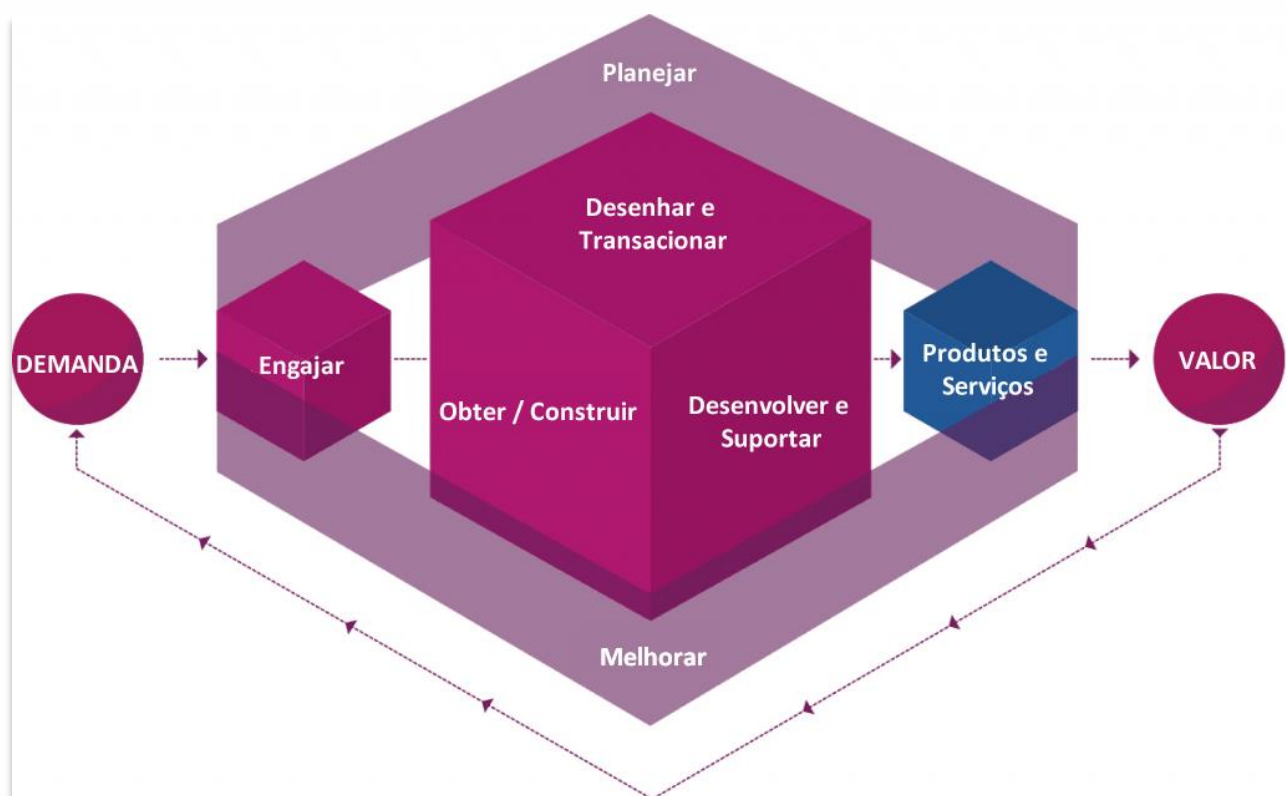 Planejar
Desenhar e
Transacionar
DEMANDA
Engajar
Obter / Construir
Desenvolver e
Suportar
Produtos e
Serviços
VALOR
Melhorar